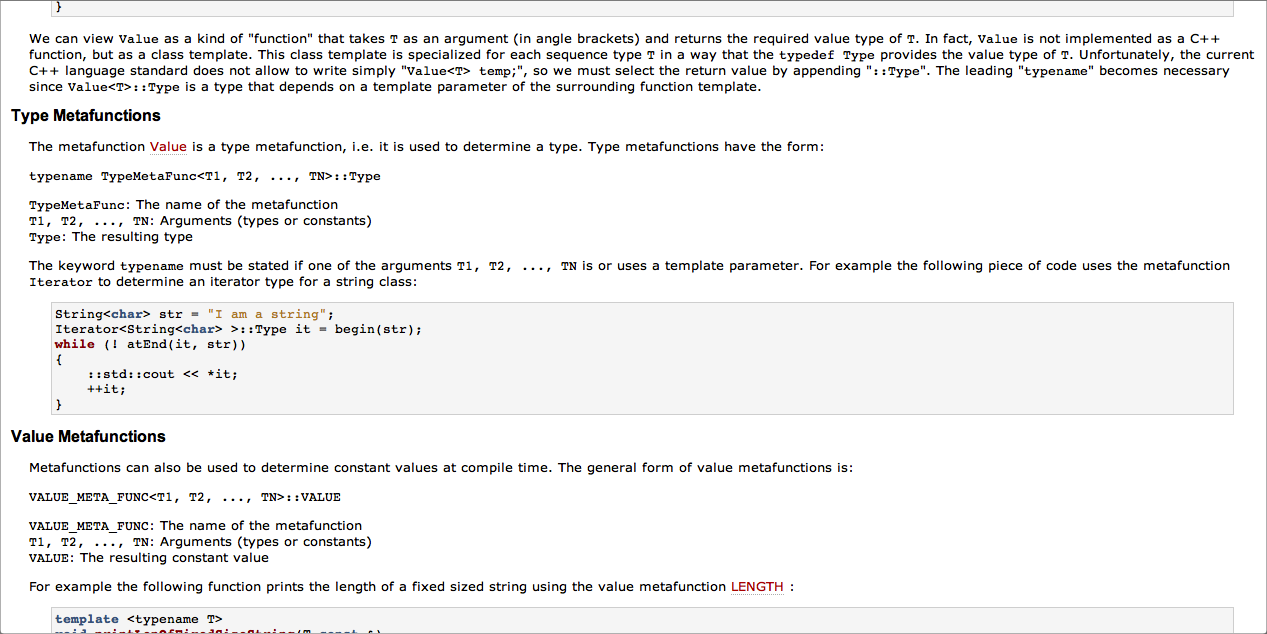 }
We can view Value as a kind of "function" that takes T as an argument (in angle brackets) and returns the required value type of T. In fact, Value is not implemented as a C++
function, but as a class template. This class template is specialized for each sequence type T in a way that the typedef Type provides the value type of T. Unfortunately, the current
C++ language standard does not allow to write simply "Value<T> temp;", so we must select the return value by appending "::Type". The leading "typename" becomes necessary
since Value<T>::Type is a type that depends on a template parameter of the surrounding function template.
Type Metafunctions
The metafunction Value is a type metafunction, i.e. it is used to determine a type. Type metafunctions have the form:
typename TypeMetaFunc<T1, T2, ..., TN>::Type
TypeMetaFunc: The name of the metafunction
T1, T2, ..., TN: Arguments (types or constants)
Type: The resulting type
The keyword typename must be stated if one of the arguments T1, T2, ..., TN is or uses a template parameter. For example the following piece of code uses the metafunction
Iterator to determine an iterator type for a string class:
String<char> str = "I am a string";
Iterator<String<char> >::Type it = begin(str);
while (! atEnd(it, str))
{
    ::std::cout << *it;
    ++it;
}
Value Metafunctions
Metafunctions can also be used to determine constant values at compile time. The general form of value metafunctions is:
VALUE_META_FUNC<T1, T2, ..., TN>::VALUE
VALUE_META_FUNC: The name of the metafunction
T1, T2, ..., TN: Arguments (types or constants)
VALUE: The resulting constant value
For example the following function prints the length of a fixed sized string using the value metafunction LENGTH :
template <typename T>
void printLenOfFixedSizeString(T const &)